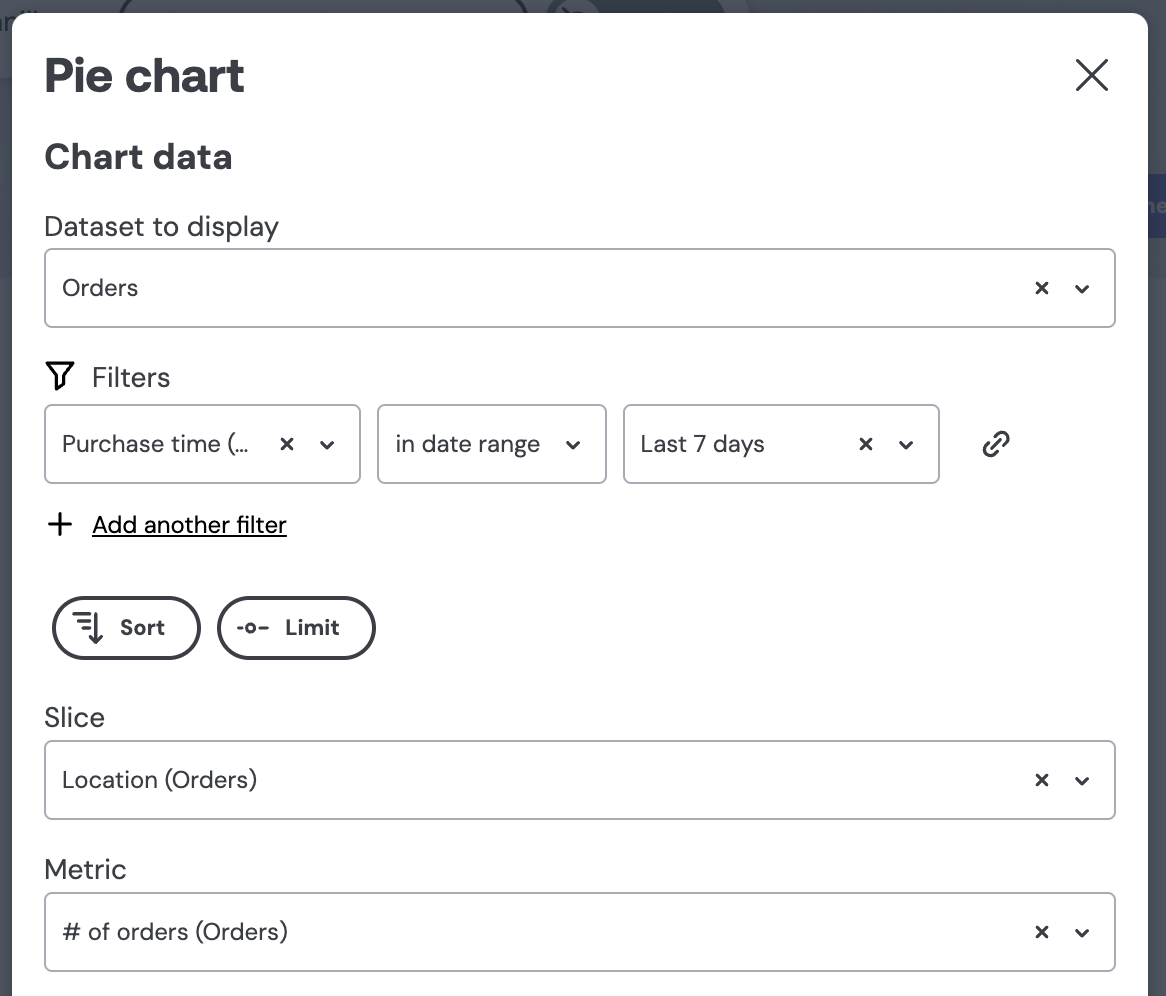 Pie chart
Chart data
Dataset to display
Orders
Filters
Purchase time (...
in date range
Last 7 days
Add another filter
Sort
Limit
Slice
Location (Orders)
Metric
# of orders (Orders)